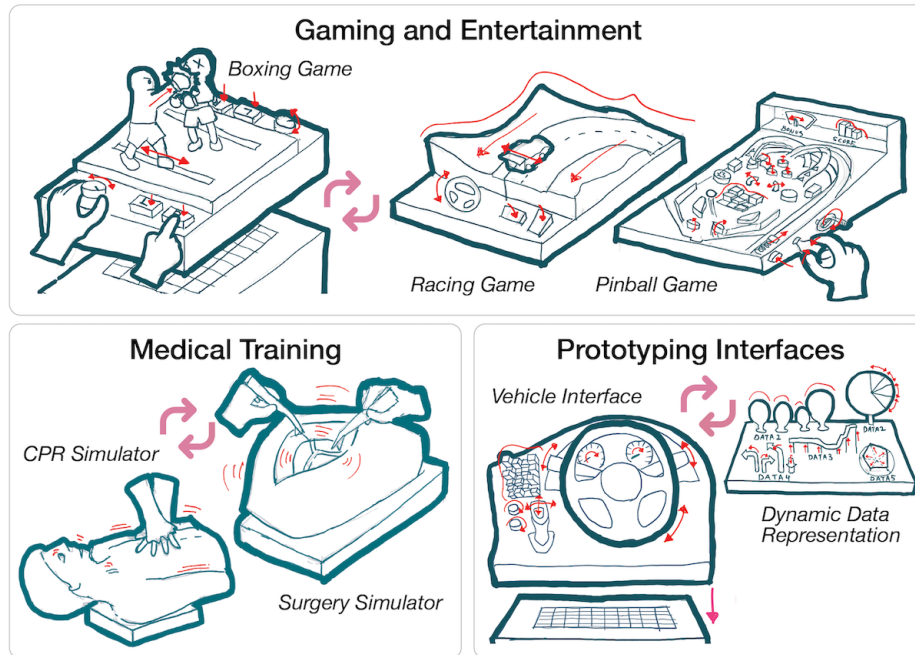 Gaming and Entertainment
Boxing Game
L
BONUS
SCORE
Racing Game
Pinball Game
Medical Training
CPR Simulator
Surgery Simulator
Prototyping Interfaces
Vehicle Interface
DATA2
DATA2
DATA3
DATA4
DATA5
Dynamic Data
Representation